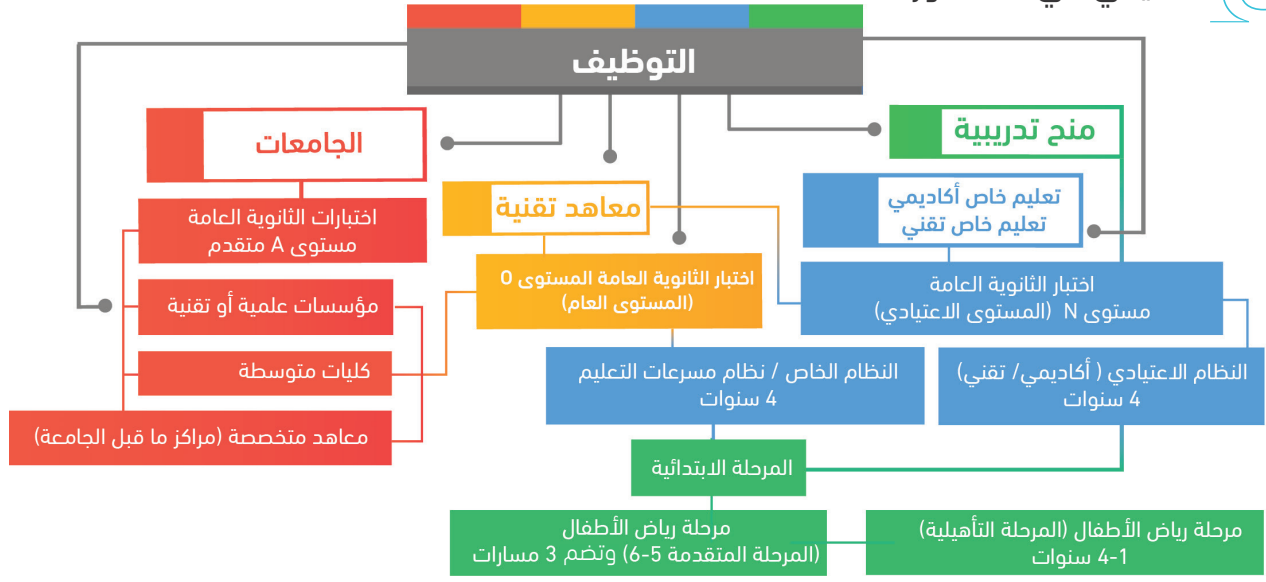 التوظيف
منح تدريبية
الجامعات
تعليم خاص أكاديمي
تعليم خاص تقني
معاهد تقنية
اختبارات الثانوية العامة
مستوى A متقدم
اختبار الثانوية العامة
مستوى N (المستوى الاعتيادي)
اختبار الثانوية العامة المستوى O
(المستوى العام)
مؤسسات علمية أو تقنية
كليات متوسطة
معاهد متخصصة (مراكز ما قبل الجامعة)
النظام الاعتيادي ( أكاديمي/ تقني)
4 سنوات
النظام الخاص / نظام مسرعات التعليم
4 سنوات
المرحلة الابتدائية
مرحلة رياض الأطفال (المرحلة التأهيلية)
4-1 سنوات
مرحلة رياض الأطفال
(المرحلة المتقدمة 5-6) وتضم 3 مسارات